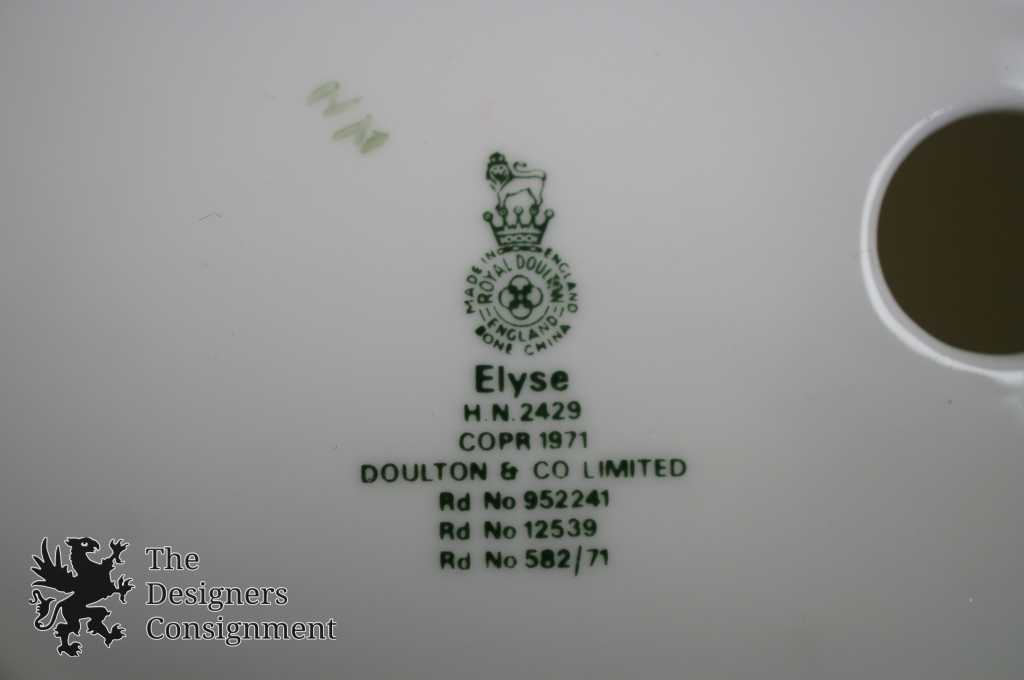 MADE IN ENGLAND
ROYAL DOULTON
ENGLAND
BONE CHINA
Elyse
H.N. 2429
COPR 1971
DOULTON & CO LIMITED
Rd No 952241
Rd No 12539
Rd No 582/71
The
Designers
Consignment